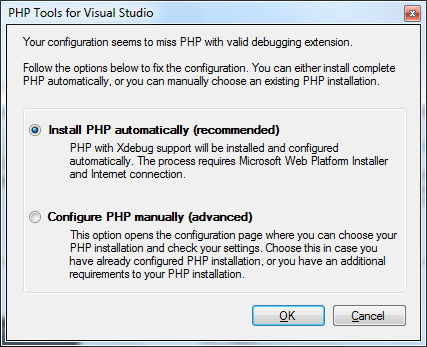 PHP Tools for Visual Studio
Your configuration seems to miss PHP with valid debugging extension.
Follow the options below to fix the configuration. You can either install complete
PHP automatically, or you can manually choose an existing PHP installation.
Install PHP automatically (recommended)
PHP with Xdebug support will be installed and configured
automatically. The process requires Microsoft Web Platform Installer
and Internet connection.
Configure PHP manually (advanced)
This option opens the configuration page where you can choose your
PHP installation and check your settings. Choose this in case you
have already configured PHP installation, or you have an additional
requirements to your PHP installation.
OK
Cancel